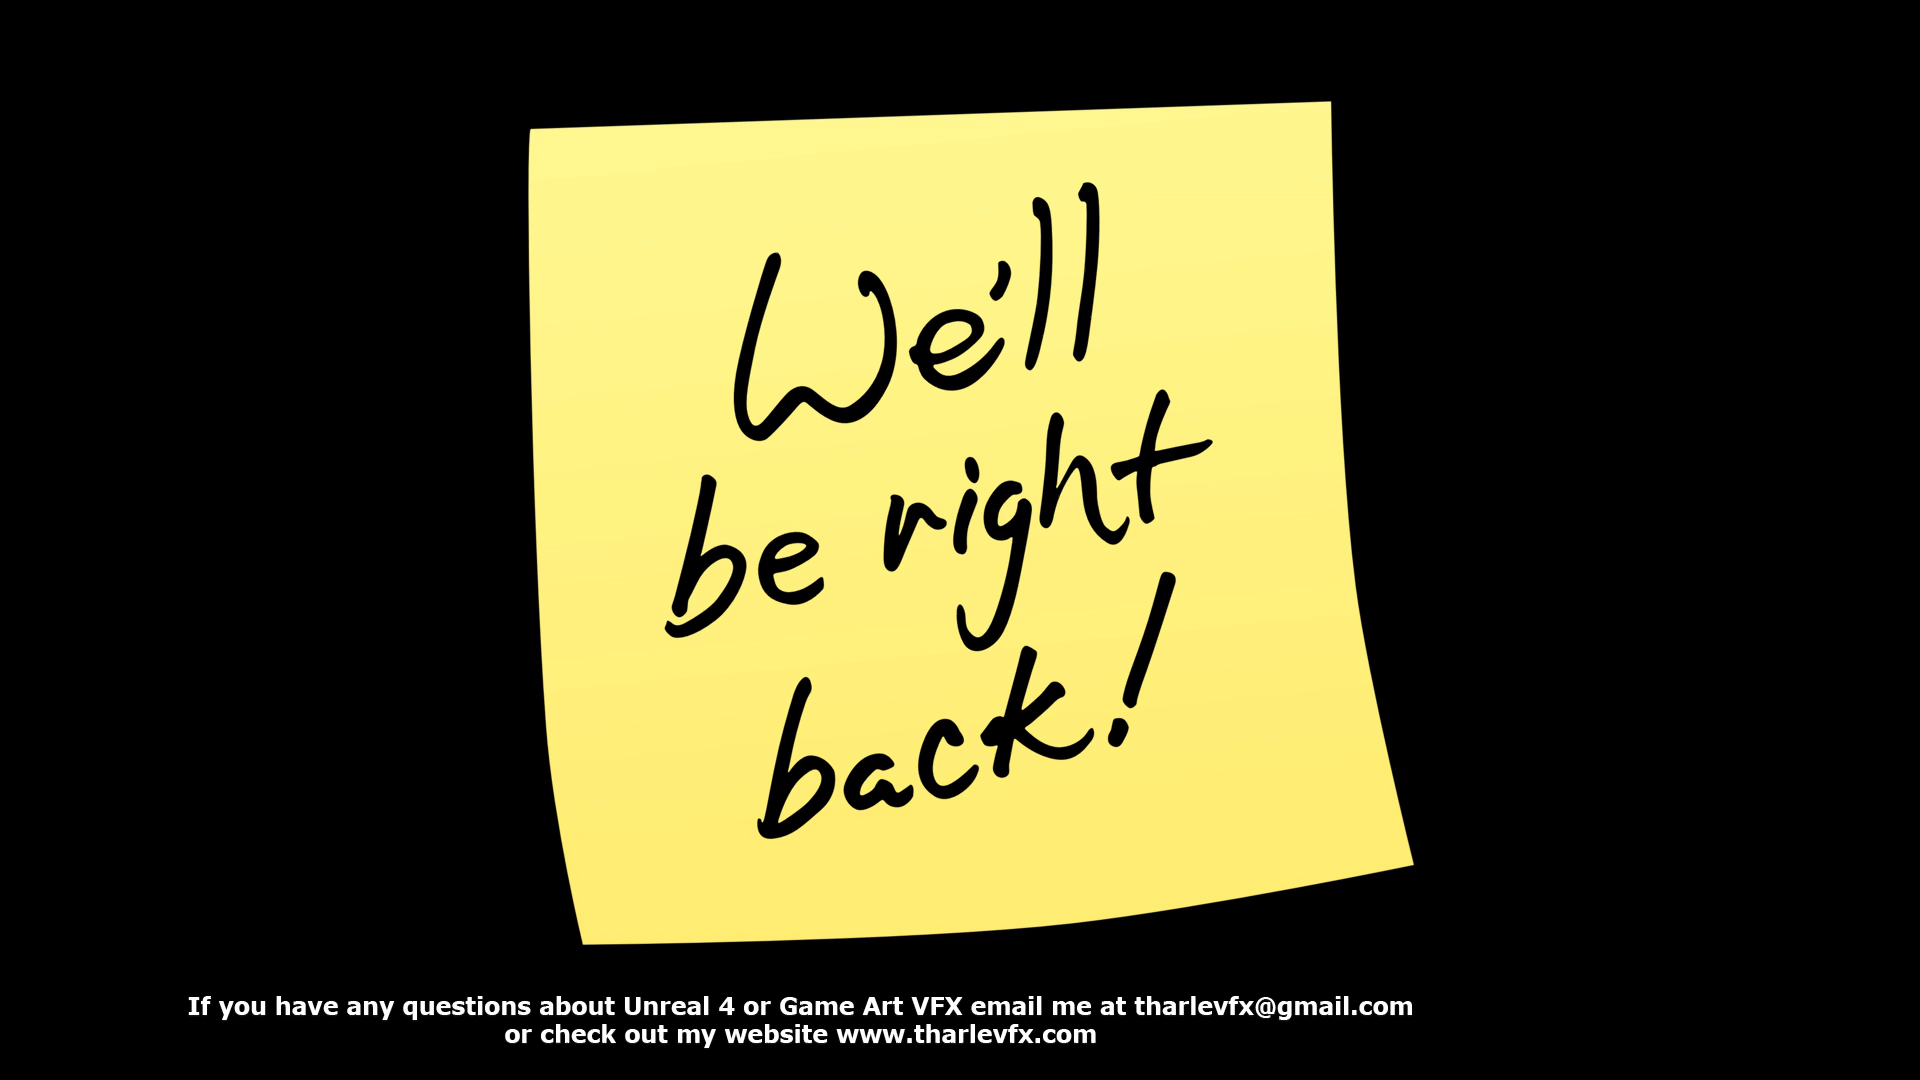 We'll
be right
back!
If you have any questions about Unreal 4 or Game Art VFX email me at tharlevfx@gmail.com
or check out my website www.tharlevfx.com